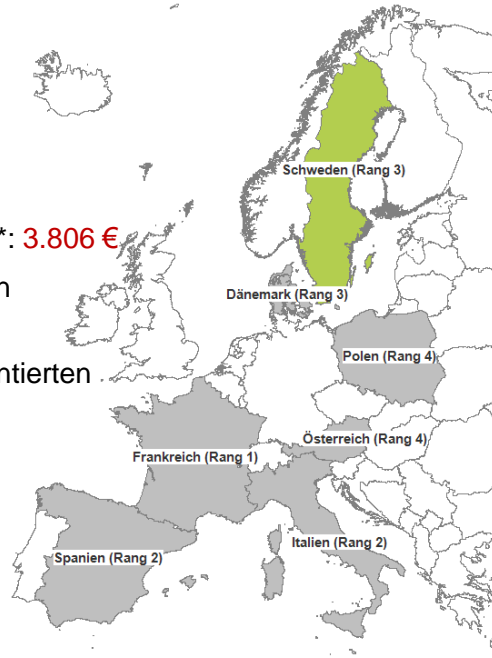 Schweden (Rang 3)
*: 3.806 €
n
Dänemark (Rang 3)
Polen (Rang 4)
ntierten
Österreich (Rang 4)
Frankreich (Rang 1)
Italien (Rang 2)
Spanien (Rang 2)